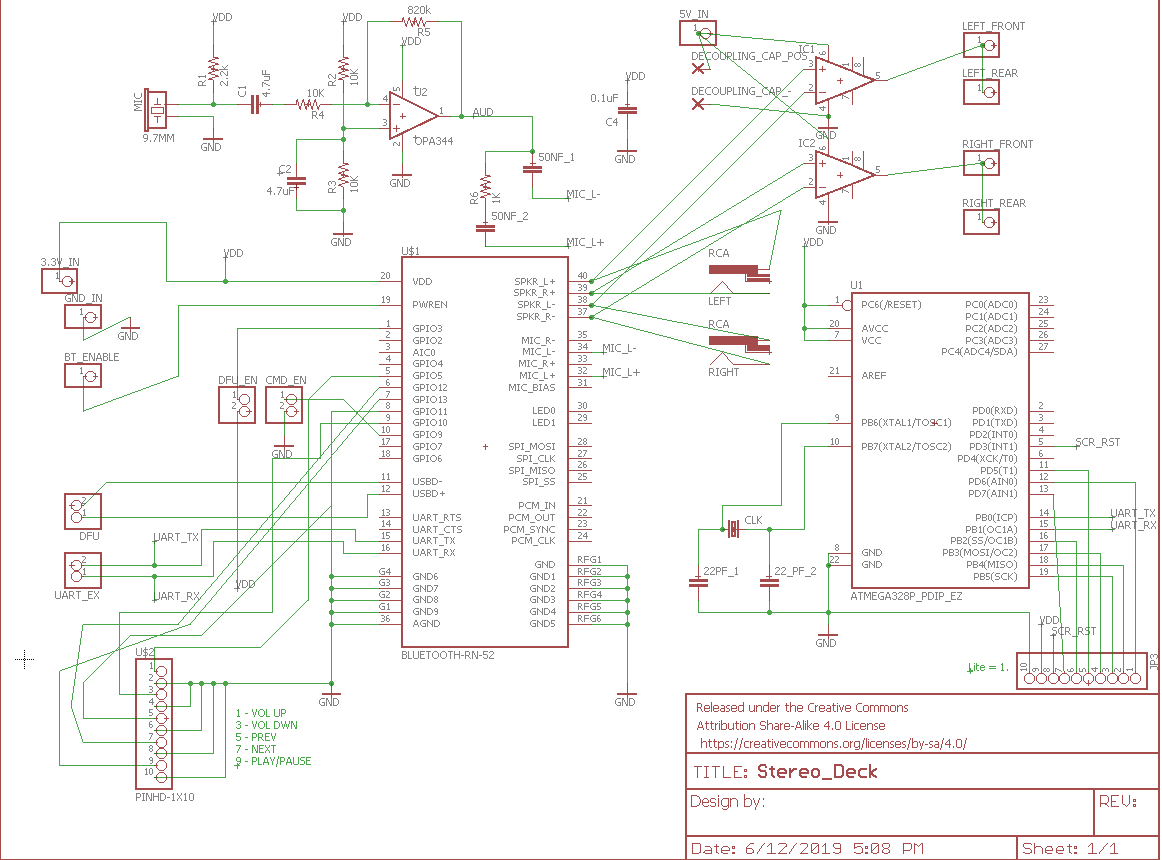 VDD
R1
2.2k
C1
4.7uF
MIC
9.7MM
GND
10K
R4
VDD
R2
10K
820k
R5
VDD
U2
OPA344
4
3
5
2
1
AUD
GND
C2
4.7uF
R3
10K
GND
50NF_1
R6
1K
50NF_2
MIC_L-
MIC_L+
VDD
0.1uF
C4
GND
5V_IN
1
DECOUPLING_CAP_POS
DECOUPLING_CAP_-
IC1
3
2
6
1
8
5
4
7
GND
IC2
3
2
6
1
8
5
4
7
GND
LEFT_FRONT
1
LEFT_REAR
1
RIGHT_FRONT
1
RIGHT_REAR
1
3.3V_IN
1
VDD
GND_IN
1
GND
BT_ENABLE
1
DFU_EN
1
2
CMD_EN
1
2
GND
2
1
DFU
2
1
UART_EX
UART_TX
UART_RX
VDD
U$1
20 VDD
19 PWREN
1 GPIO3
2 GPIO2
3 AIC0
4 GPIO4
5 GPIO5
6 GPIO12
7 GPIO13
8 GPIO11
9 GPIO10
10 GPIO9
17 GPIO7
18 GPIO6
11 USBD-
12 USBD+
13 UART_RTS
14 UART_CTS
15 UART_TX
16 UART_RX
G4 GND6
G3 GND7
G2 GND8
G1 GND9
36 AGND
SPKR_L+ 40
SPKR_R+ 39
SPKR_L- 38
SPKR_R- 37
MIC_R- 35
MIC_L- 34
MIC_R+ 33
MIC_L+ 32
MIC_BIAS 31
LED0 30
LED1 29
SPI_MOSI 28
SPI_CLK 27
SPI_MISO 26
SPI_SS 25
PCM_IN 21
PCM_OUT 22
PCM_SYNC 23
PCM_CLK 24
GND RFG1
GND1 RFG2
GND2 RFG3
GND3 RFG4
GND4 RFG5
GND5 RFG6
BLUETOOTH-RN-52
MIC_L-
MIC_L+
GND
GND
RCA
LEFT
RCA
RIGHT
VDD
U1
1 PC6(/RESET)
20 AVCC
7 VCC
21 AREF
9 PB6(XTAL1/TOSC1)
10 PB7(XTAL2/TOSC2)
8 GND
22 GND
PC0(ADC0) 23
PC1(ADC1) 24
PC2(ADC2) 25
PC3(ADC3) 26
PC4(ADC4/SDA) 27
PD0(RXD) 2
PD1(TXD) 3
PD2(INT0) 4
PD3(INT1) 5
PD4(XCK/T0) 6
PD5(T1) 11
PD6(AIN0) 12
PD7(AIN1) 13
PB0(ICP) 14
PB1(OC1A) 15
PB2(SS/OC1B) 16
PB3(MOSI/OC2) 17
PB4(MISO) 18
PB5(SCK) 19
SCR_RST
UART_TX
UART_RX
ATMEGA328P_PDIP_EZ
CLK
22PF_1
22_PF_2
GND
VDD
SCR_RST
Lite = 1.
10 9 8 7 6 5 4 3 2 1
JP3
U$2
1
2
3
4
5
6
7
8
9
10
PINHD-1X10
1 - VOL UP
3 - VOL DWN
5 - PREV
7 - NEXT
9 - PLAY/PAUSE
Released under the Creative Commons
Attribution Share-Alike 4.0 License
https://creativecommons.org/licenses/by-sa/4.0/
TITLE: Stereo_Deck
Design by:
REV:
Date: 6/12/2019 5:08 PM
Sheet: 1/1